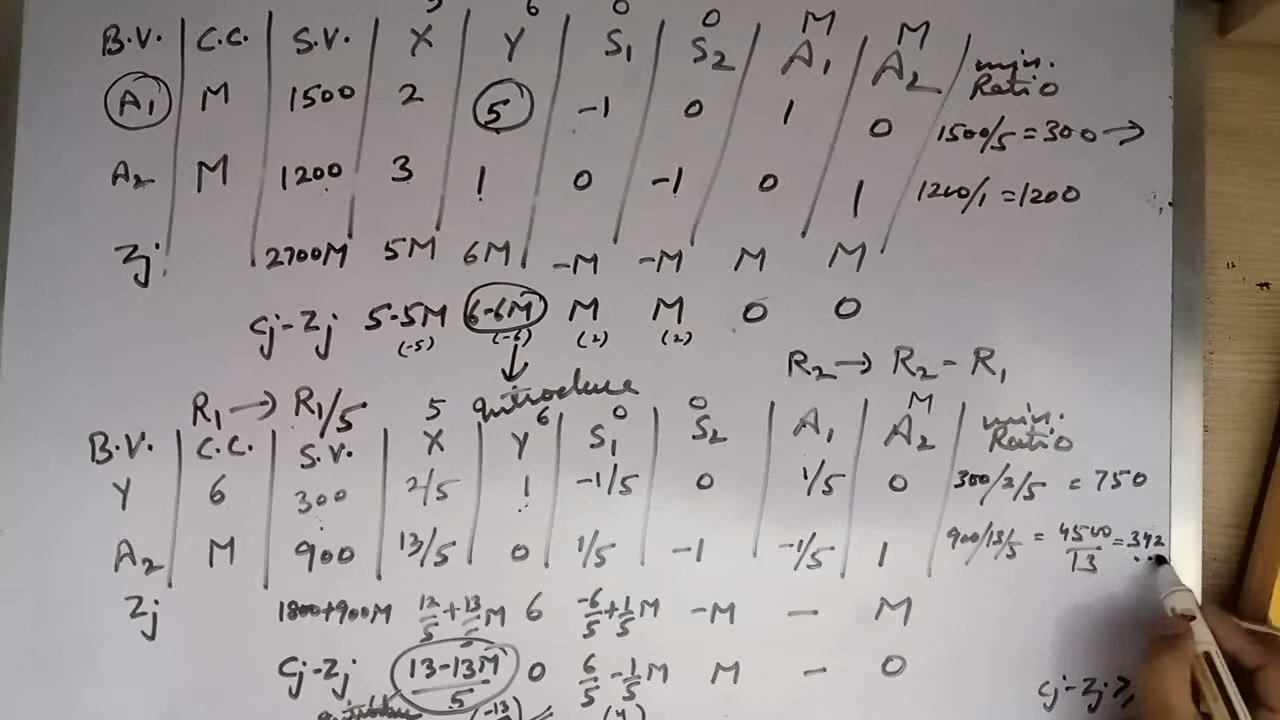 5 6 0 0 M M
B.V. C.C. S.V. X Y S₁ S₂ A₁ A₂ min. Ratio
A₁ M 1500 2 5 -1 0 1 0 1500/5 = 300 →
A₂ M 1200 3 1 0 -1 0 1 1200/1 = 1200
Zj 2700M 5M 6M -M -M M M
Cj-Zj 5-5M 6-6M M M 0 0
(-5) (-6) (2) (2)
↓ introduce
R₂ → R₂ - R₁
R₁ → R₁/5
5 6 0 0 M
B.V. C.C. S.V. X Y S₁ S₂ A₁ A₂ min. Ratio
Y 6 300 2/5 1 -1/5 0 1/5 0 300/2/5 = 750
A₂ M 900 13/5 0 1/5 -1 -1/5 1 900/13/5 = 4500/13 = 342
Zj 1800+900M 12/5+13/5M 6 -6/5+1/5M -M - M
Cj-Zj 13-13M/5 0 6/5-1/5M M - 0
introduce (-13) (4)
Cj-Zj ≥